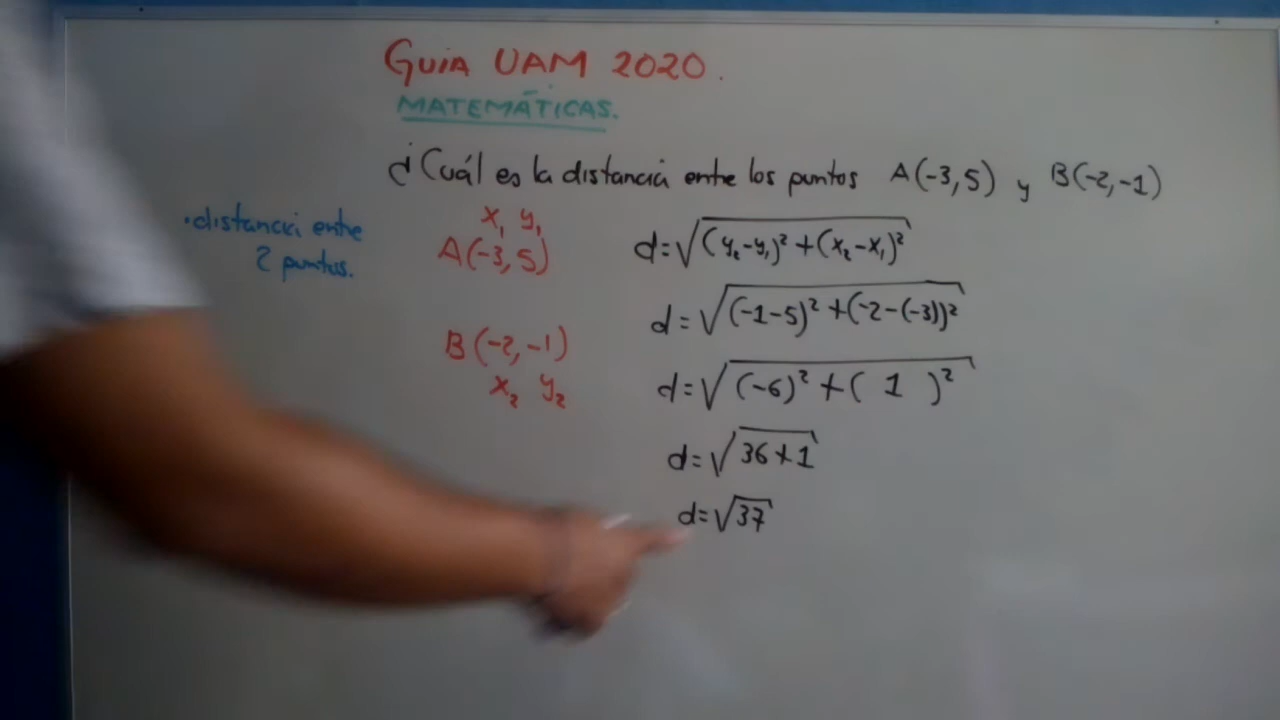 GUIA UAM 2020.
MATEMÁTICAS.
¿Cuál es la distancia entre los puntos A(-3,5) y B(-2,-1)
•distancia entre
2 puntos.
x₁ y₁
A(-3,5)
B(-2,-1)
x₂ y₂
d=√((y₂-y₁)²+(x₂-x₁)²)
d=√((-1-5)²+(-2-(-3))²)
d=√((-6)²+( 1 )²)
d=√(36+1)
d=√37